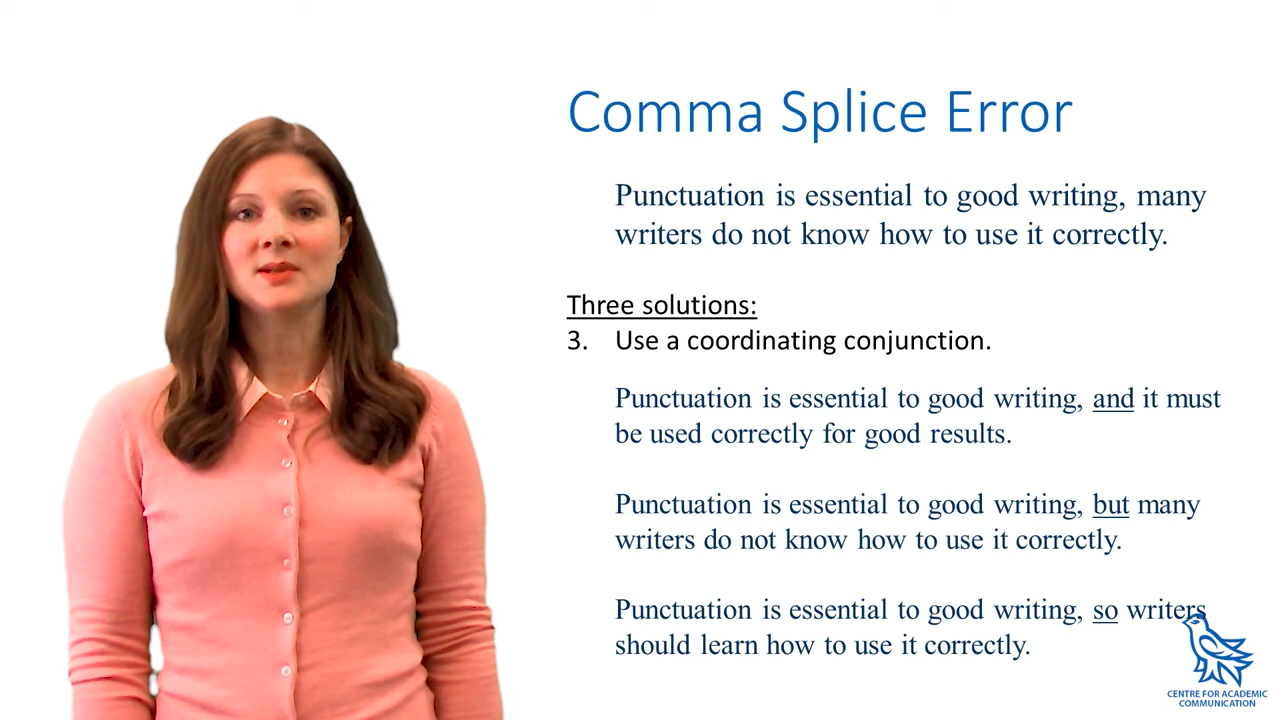 Comma Splice Error
Punctuation is essential to good writing, many
writers do not know how to use it correctly.
Three solutions:
3. Use a coordinating conjunction.
Punctuation is essential to good writing, and it must
be used correctly for good results.
Punctuation is essential to good writing, but many
writers do not know how to use it correctly.
Punctuation is essential to good writing, so writers
should learn how to use it correctly.
CENTRE FOR ACADEMIC
COMMUNICATION